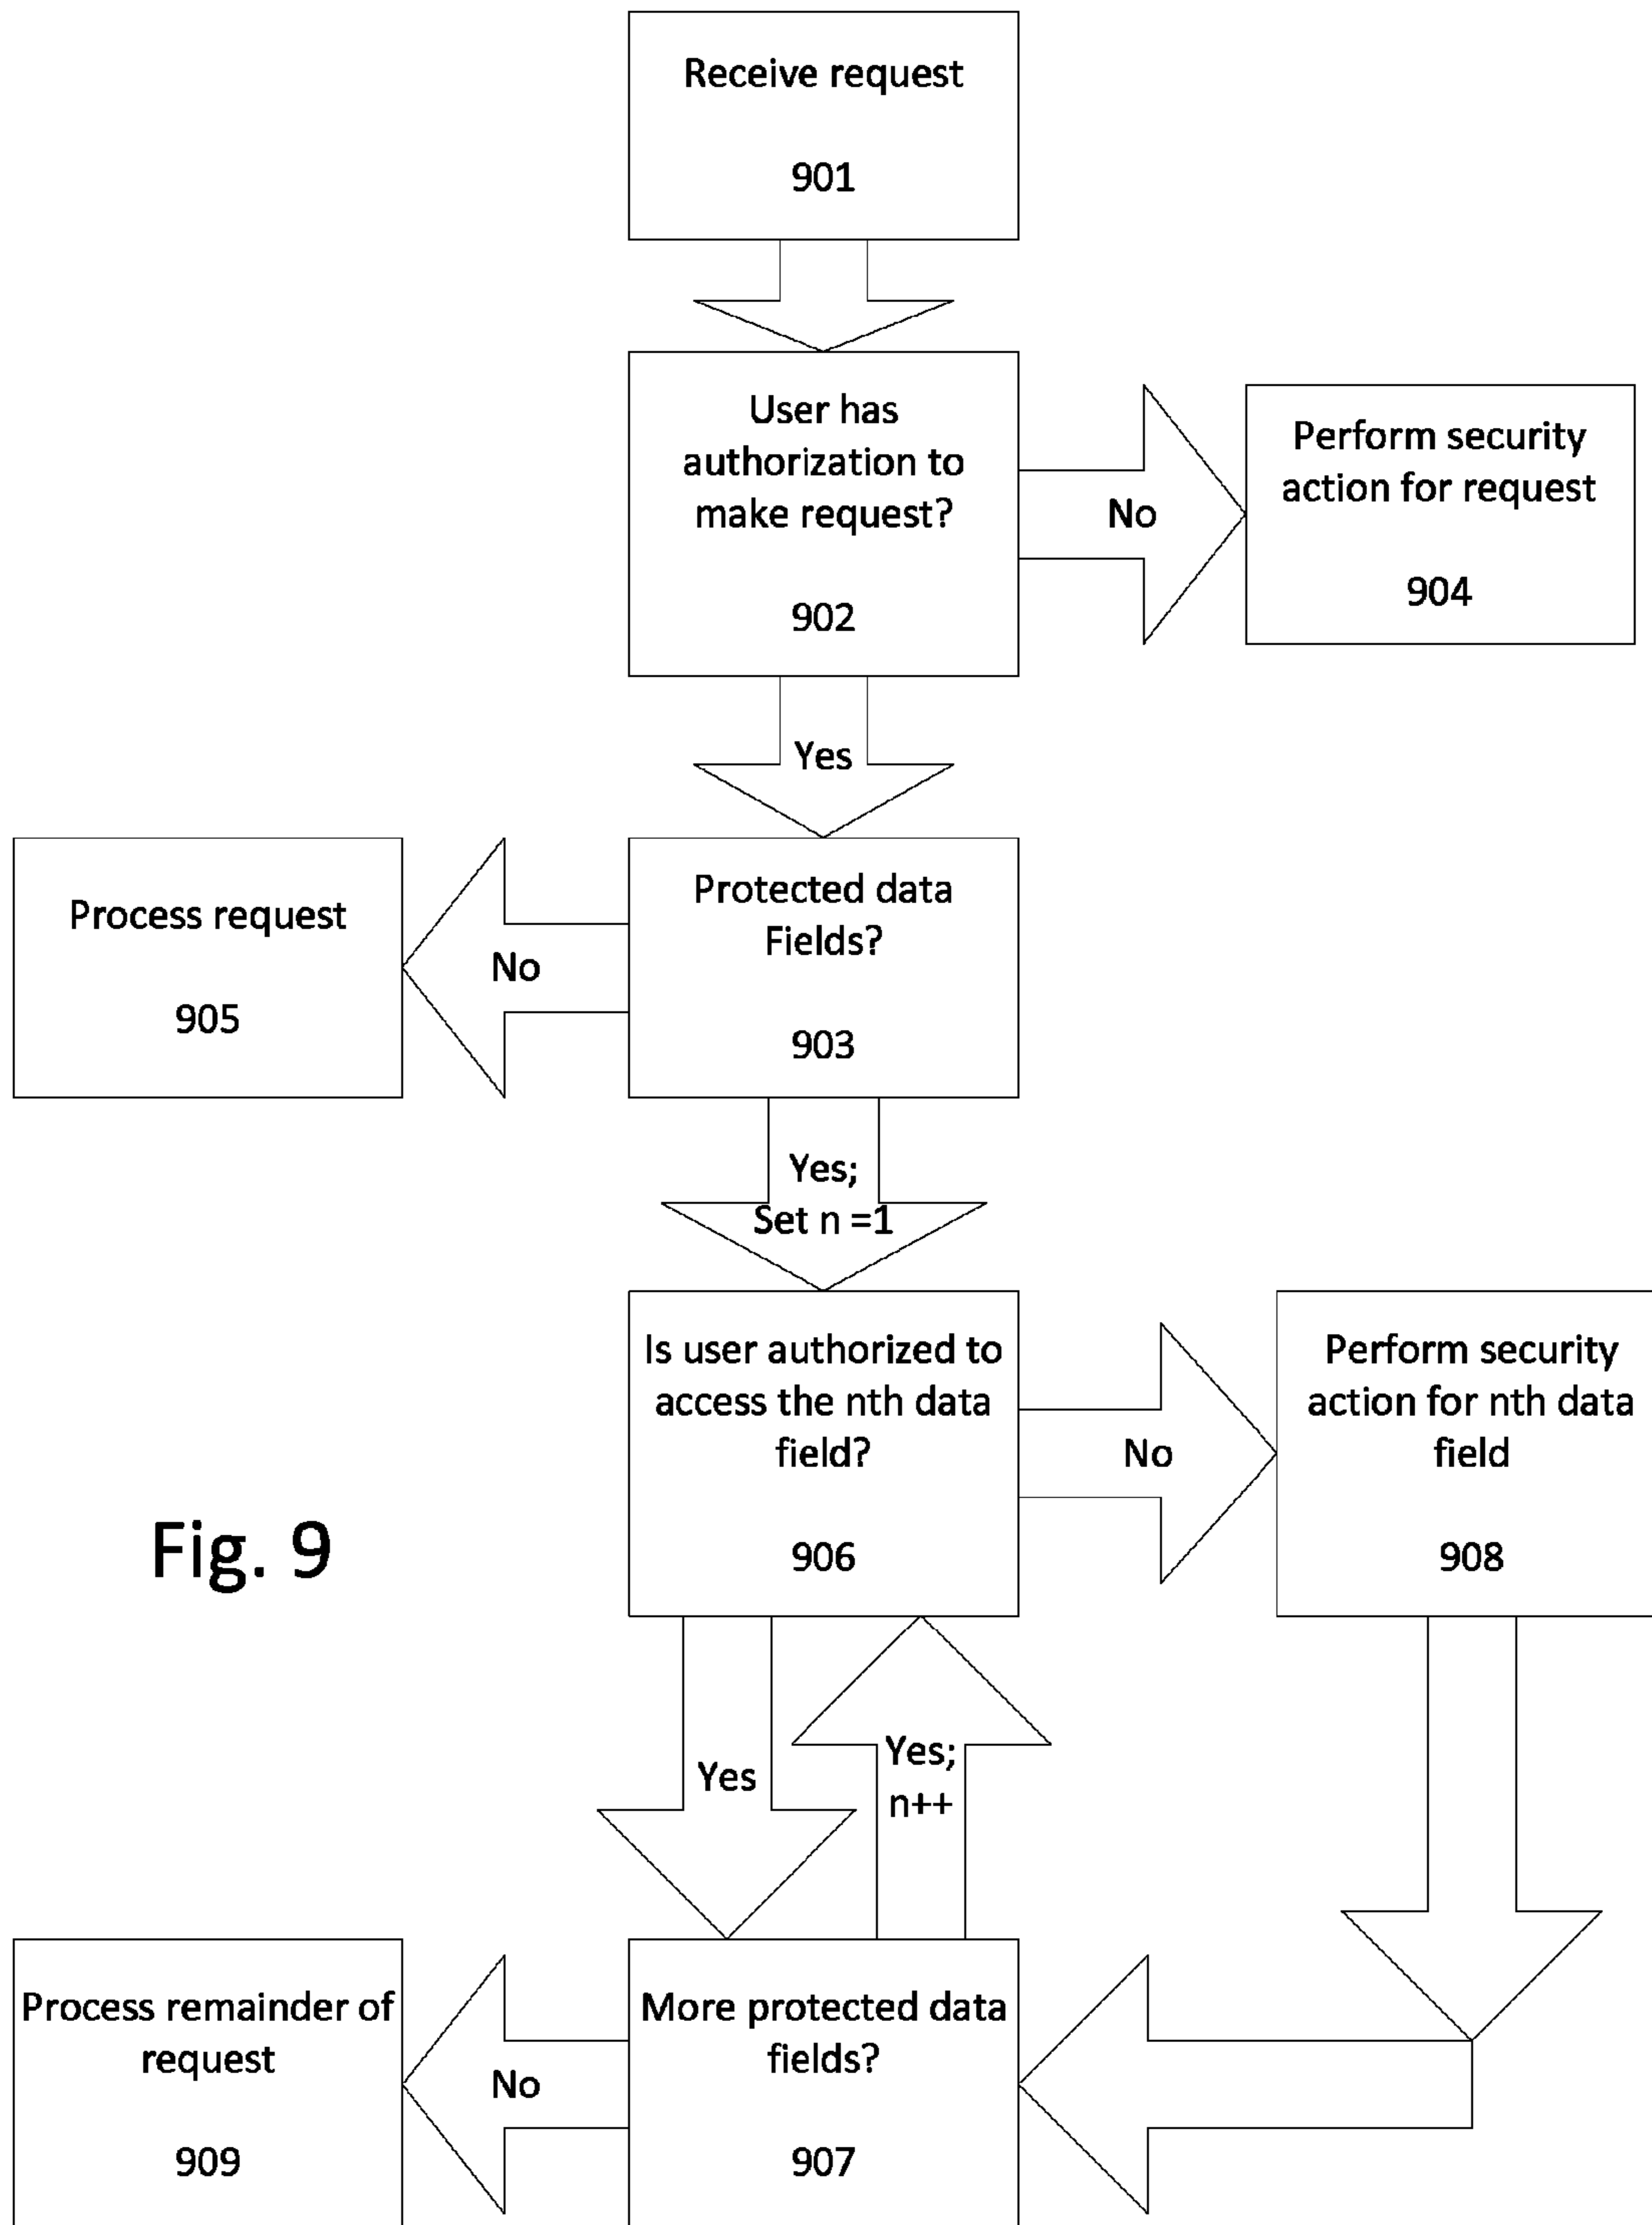 Receive request
901
User has
authorization to
make request?
902
No
Perform security
action for request
904
Yes
Process request
905
No
Protected data
Fields?
903
Yes;
Set n =1
Is user authorized to
access the nth data
field?
906
No
Perform security
action for nth data
field
908
Fig. 9
Yes
Yes;
n++
Process remainder of
request
909
No
More protected data
fields?
907